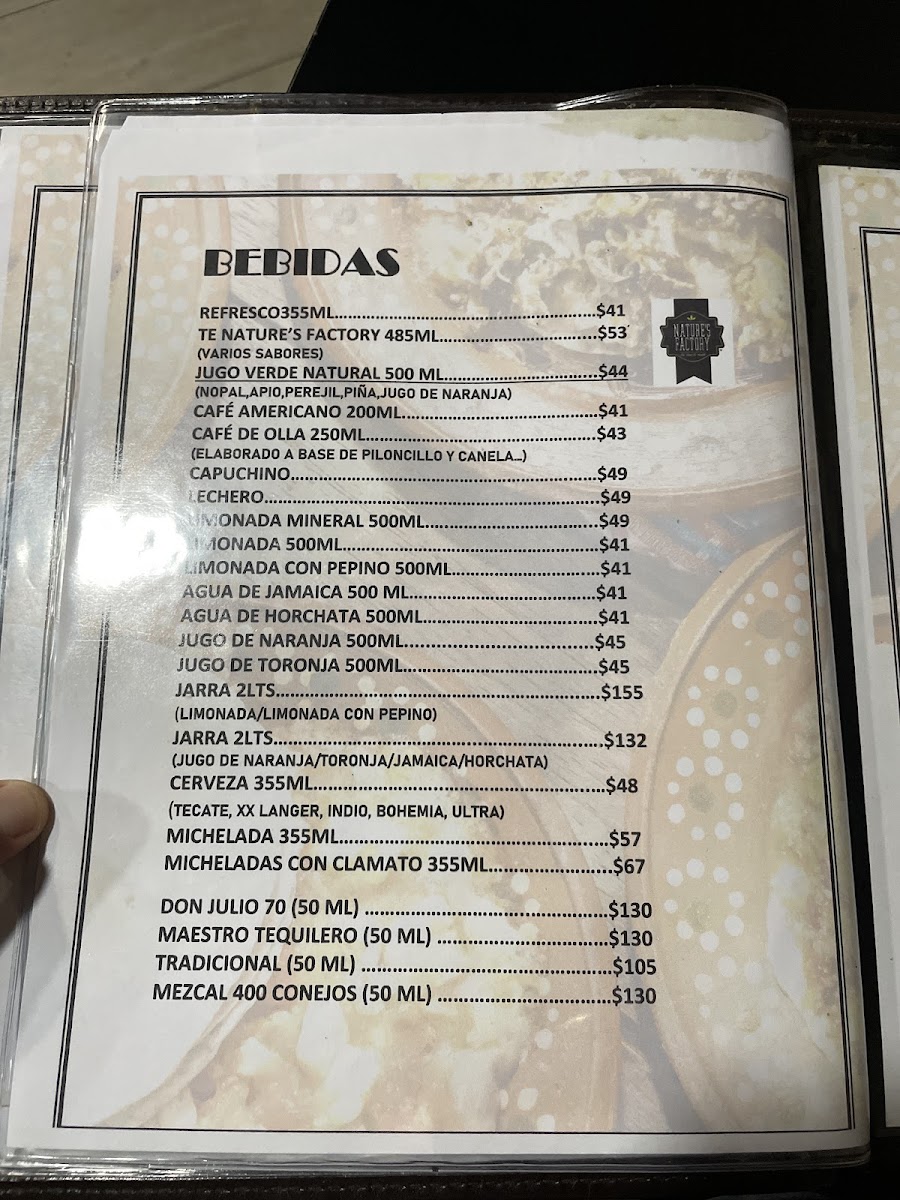 BEBIDAS
REFRESCO355ML....................$41
TE NATURE'S FACTORY 485ML....................$53
(VARIOS SABORES)
NATURE'S
FACTORY
JUGO VERDE NATURAL 500 ML....................$44
(NOPAL,APIO,PEREJIL,PIÑA,JUGO DE NARANJA)
CAFÉ AMERICANO 200ML....................$41
CAFÉ DE OLLA 250ML....................$43
(ELABORADO A BASE DE PILONCILLO Y CANELA...)
CAPUCHINO....................$49
LECHERO....................$49
LIMONADA MINERAL 500ML....................$49
LIMONADA 500ML....................$41
LIMONADA CON PEPINO 500ML....................$41
AGUA DE JAMAICA 500 ML....................$41
AGUA DE HORCHATA 500ML....................$41
JUGO DE NARANJA 500ML....................$45
JUGO DE TORONJA 500ML....................$45
JARRA 2LTS....................$155
(LIMONADA/LIMONADA CON PEPINO)
JARRA 2LTS....................$132
(JUGO DE NARANJA/TORONJA/JAMAICA/HORCHATA)
CERVEZA 355ML....................$48
(TECATE, XX LANGER, INDIO, BOHEMIA, ULTRA)
MICHELADA 355ML....................$57
MICHELADAS CON CLAMATO 355ML....................$67
DON JULIO 70 (50 ML) ....................$130
MAESTRO TEQUILERO (50 ML) ....................$130
TRADICIONAL (50 ML) ....................$105
MEZCAL 400 CONEJOS (50 ML) ....................$130